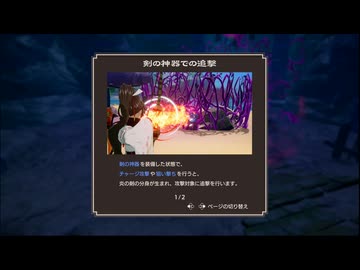 剣の神器での追撃
剣の神器を装備した状態で、
チャージ攻撃や狙い撃ちを行うと、
炎の剣の分身が生まれ、攻撃対象に追撃を行います。
1/2
ページの切り替え